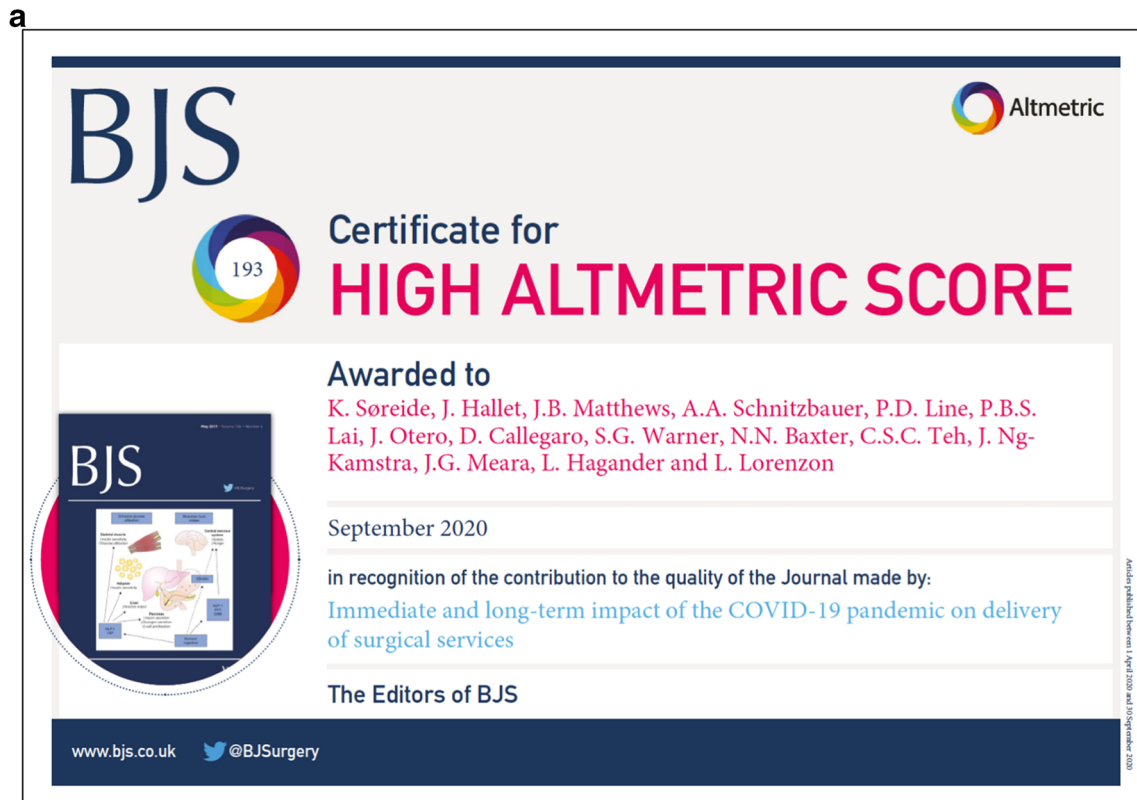 a
BJS
Altmetric
193
Certificate for
HIGH ALTMETRIC SCORE
Awarded to
K. Søreide, J. Hallet, J.B. Matthews, A.A. Schnitzbauer, P.D. Line, P.B.S.
Lai, J. Otero, D. Callegaro, S.G. Warner, N.N. Baxter, C.S.C. Teh, J. Ng-
Kamstra, J.G. Meara, L. Hagander and L. Lorenzon
BJS
September 2020
in recognition of the contribution to the quality of the Journal made by:
Immediate and long-term impact of the COVID-19 pandemic on delivery
of surgical services
The Editors of BJS
www.bjs.co.uk
@BJSurgery
Articles published between 1 April 2020 and 30 September 2020